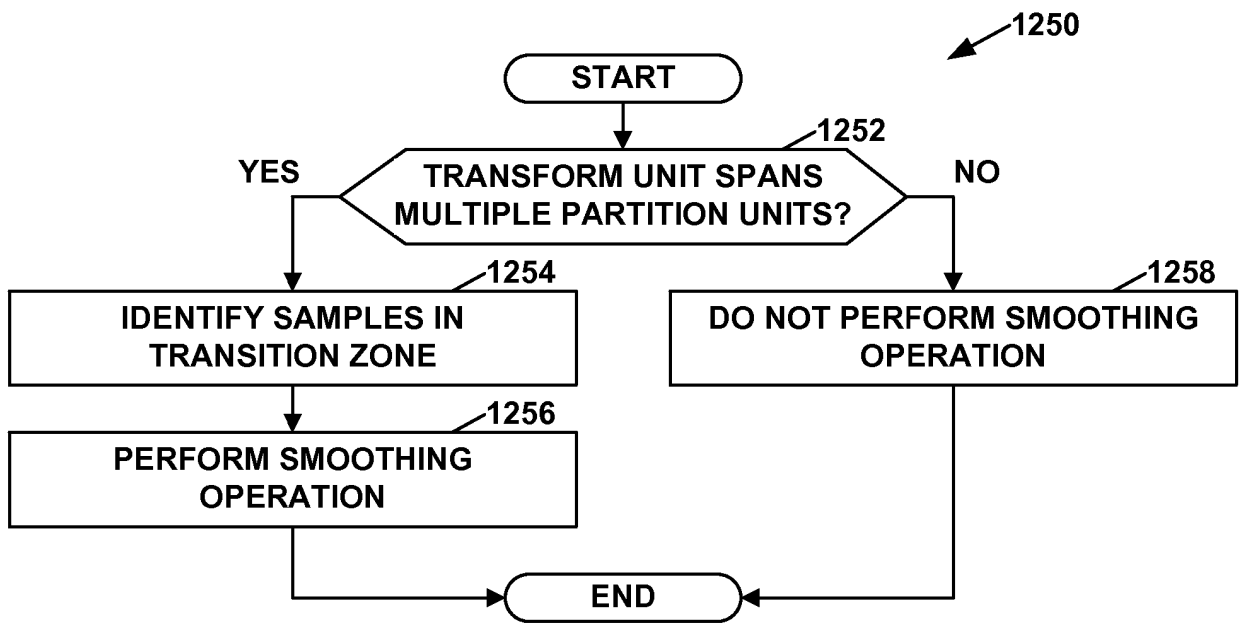 1250
START
1252
YES
TRANSFORM UNIT SPANS
MULTIPLE PARTITION UNITS?
NO
1254
IDENTIFY SAMPLES IN
TRANSITION ZONE
1258
DO NOT PERFORM SMOOTHING
OPERATION
1256
PERFORM SMOOTHING
OPERATION
END